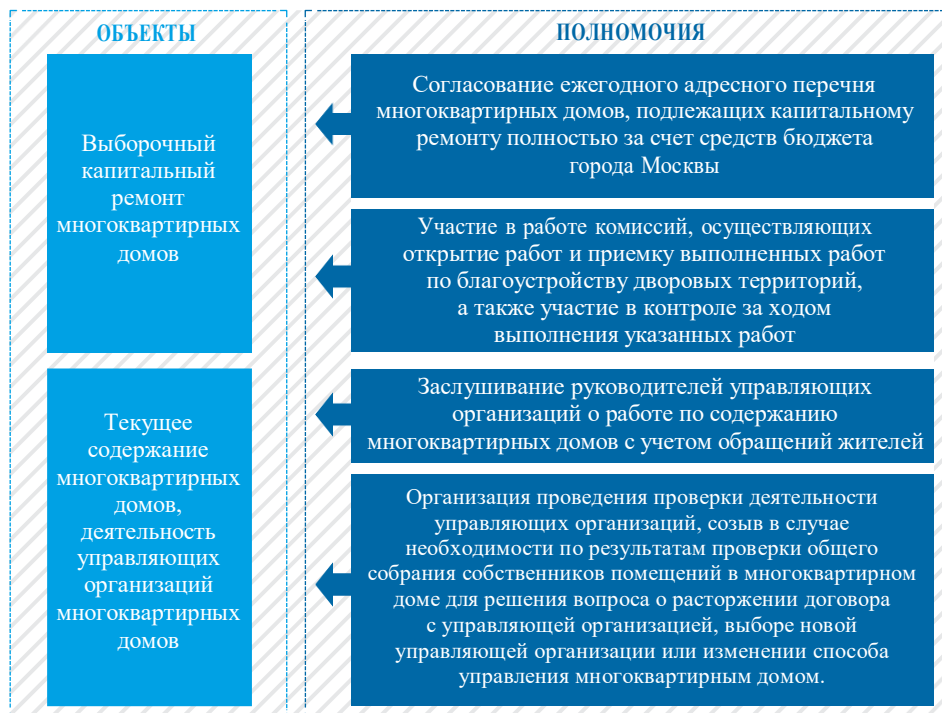 ОБЪЕКТЫ
Выборочный
капитальный
ремонт
многоквартирных
домов
Текущее
содержание
многоквартирных
домов,
деятельность
управляющих
организаций
многоквартирных
домов
ПОЛНОМОЧИЯ
Согласование ежегодного адресного перечня
многоквартирных домов, подлежащих капитальному
ремонту полностью за счет средств бюджета
города Москвы
Участие в работе комиссий, осуществляющих
открытие работ и приемку выполненных работ
по благоустройству дворовых территорий,
а также участие в контроле за ходом
выполнения указанных работ
Заслушивание руководителей управляющих
организаций о работе по содержанию
многоквартирных домов с учетом обращений жителей
Организация проведения проверки деятельности
управляющих организаций, созыв в случае
необходимости по результатам проверки общего
собрания собственников помещений в многоквартирном
доме для решения вопроса о расторжении договора
с управляющей организацией, выборе новой
управляющей организации или изменении способа
управления многоквартирным домом.